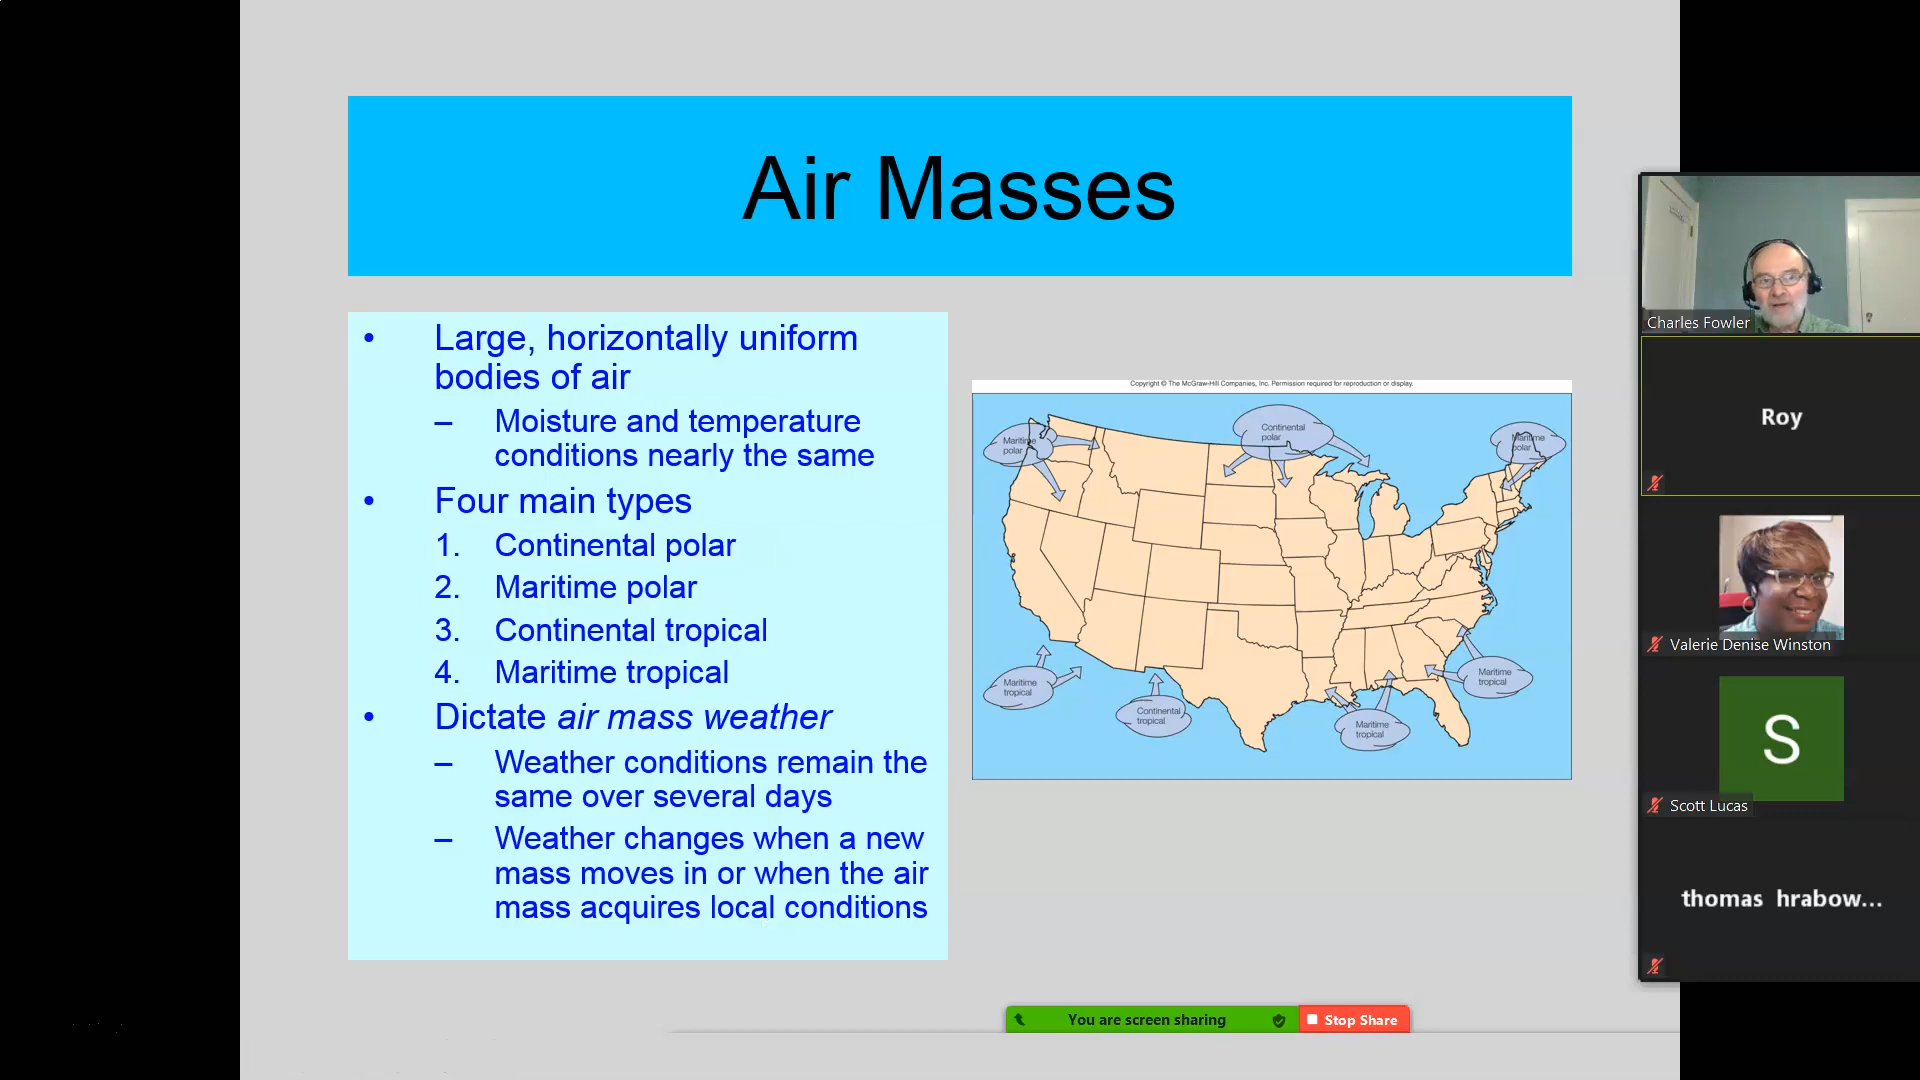 Air Masses
• Large, horizontally uniform
bodies of air
– Moisture and temperature
conditions nearly the same
• Four main types
1. Continental polar
2. Maritime polar
3. Continental tropical
4. Maritime tropical
• Dictate air mass weather
– Weather conditions remain the
same over several days
– Weather changes when a new
mass moves in or when the air
mass acquires local conditions
Copyright © The McGraw-Hill Companies, Inc. Permission required for reproduction or display.
Maritime
polar
Continental
polar
Maritime
polar
Maritime
tropical
Continental
tropical
Maritime
tropical
Maritime
tropical
Charles Fowler
Roy
Valerie Denise Winston
S
Scott Lucas
thomas hrabow...
You are screen sharing
Stop Share